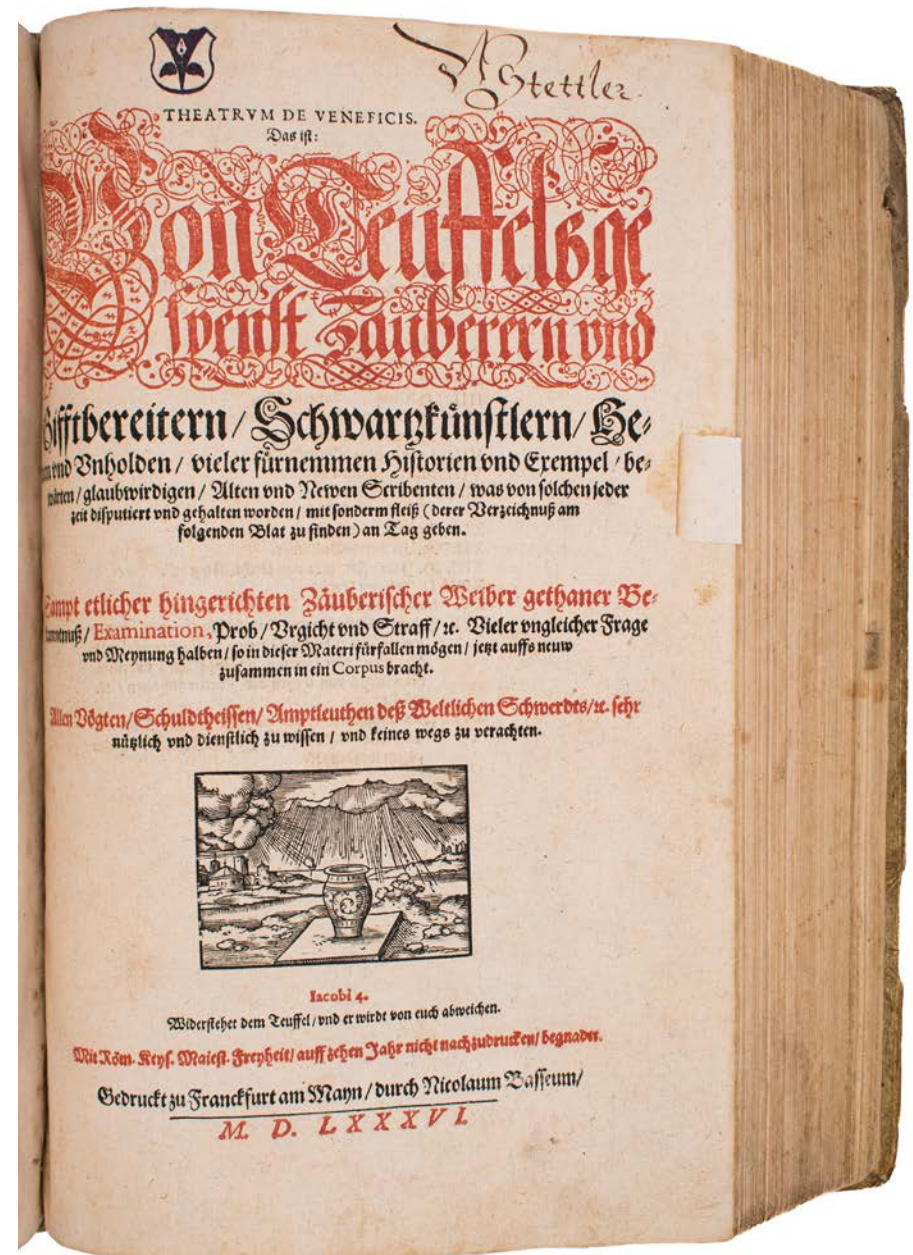 Stettler
THEATRVM DE VENEFICIS.
Das ist:
Von Teuffelsge
spenst Zauberern vnd
Gifftbereitern / Schwartzkünstlern / He⸗
vnd Vnholden / vieler fürnemmen Historien vnd Exempel / be⸗
glaubwirdigen / Alten vnd Newen Scribenten / was von solchen jeder
zeit disputiert vnd gehalten worden / mit sonderm fleiß (derer Verzeichnuß am
folgenden Blat zu finden) an Tag geben.
Sampt etlicher hingerichten Zäuberischer Weiber gethaner Be⸗
Examination, Prob / Vrgicht vnd Straff / ꝛc. Vieler vngleicher Frage
vnd Meynung halben / so in dieser Materi fürfallen mögen / jetzt auffs neuw
zusammen in ein Corpus bracht.
Allen Vögten / Schuldtheissen / Amptleuthen deß Weltlichen Schwerdts / ꝛc. sehr
nützlich vnd dienstlich zu wissen / vnd keines wegs zu verachten.
Iacobi 4.
Widerstehet dem Teuffel / vnd er wirdt von euch abweichen.
Mit Röm. Keys. Maiest. Freyheit / auff zehen Jahr nicht nachzudrucken / begnadet.
Gedruckt zu Franckfurt am Mayn / durch Nicolaum Basseum /
M. D. LXXXVI.